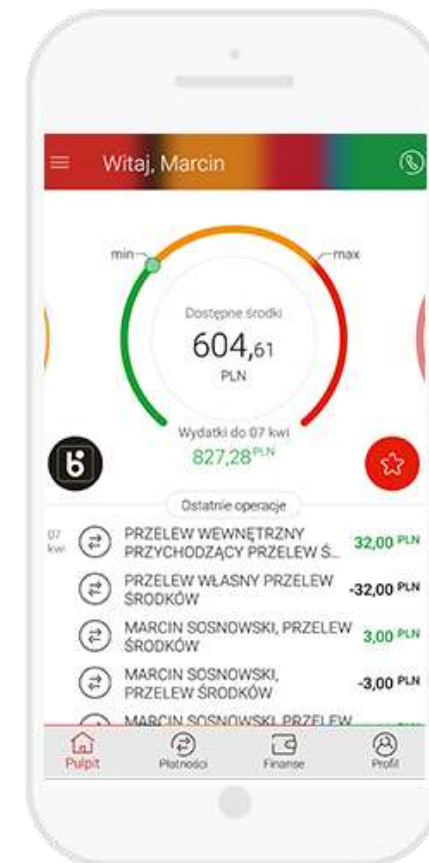 Witaj, Marcin
min
max
Dostępne środki
604,61
PLN
Wydatki do 07 kwi
827,28 PLN
Ostatnie operacje
07 kwi
PRZELEW WEWNĘTRZNY
PRZYCHODZĄCY PRZELEW Ś...
32,00 PLN
PRZELEW WŁASNY PRZELEW
ŚRODKÓW
-32,00 PLN
MARCIN SOSNOWSKI, PRZELEW
ŚRODKÓW
3,00 PLN
MARCIN SOSNOWSKI,
PRZELEW ŚRODKÓW
-3,00 PLN
MARCIN SOSNOWSKI, PRZELEW
Pulpit
Płatności
Finanse
Profil